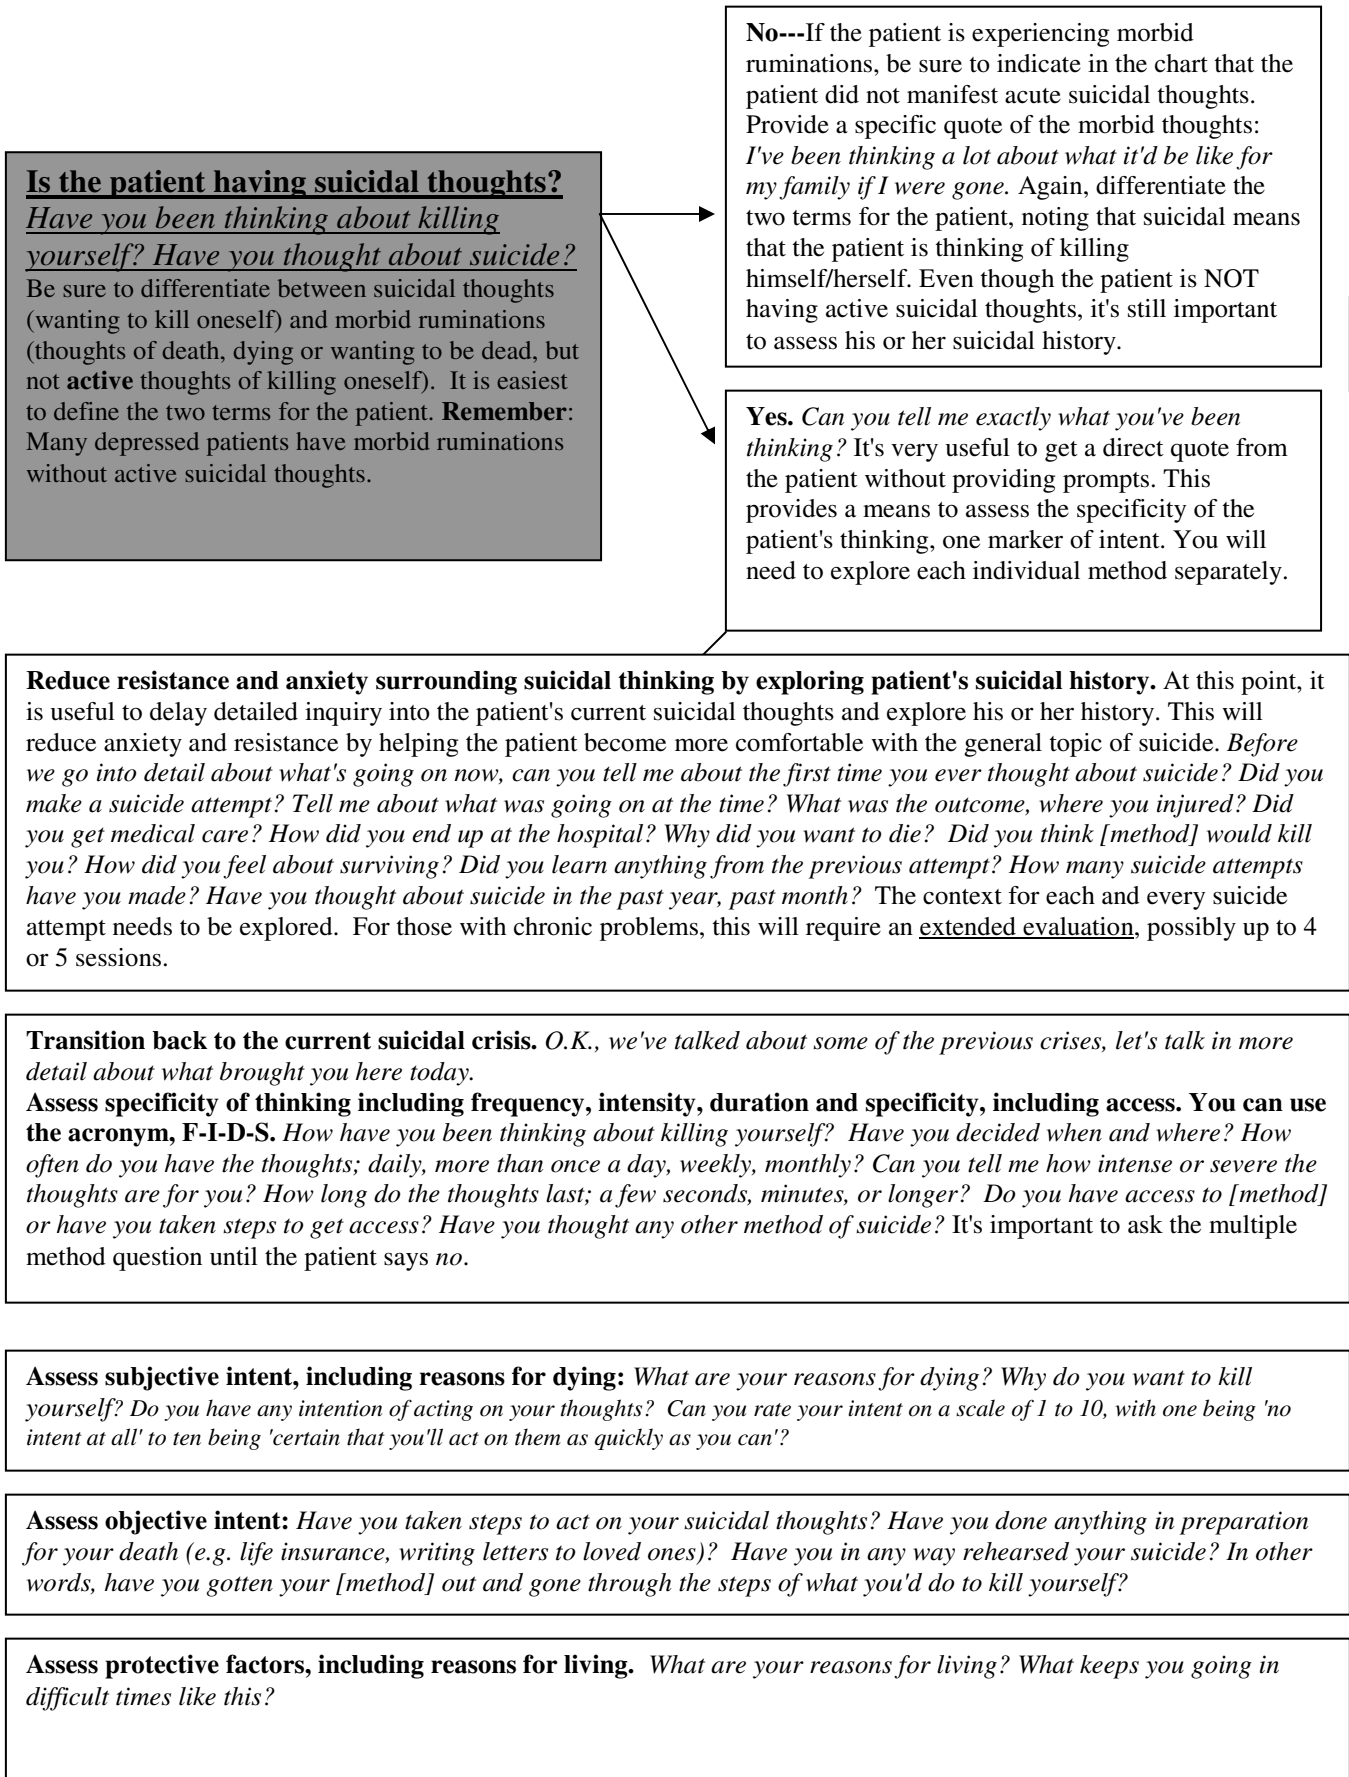 No---If the patient is experiencing morbid
ruminations, be sure to indicate in the chart that the
patient did not manifest acute suicidal thoughts.
Provide a specific quote of the morbid thoughts:
I've been thinking a lot about what it'd be like for
my family if I were gone. Again, differentiate the
two terms for the patient, noting that suicidal means
that the patient is thinking of killing
himself/herself. Even though the patient is NOT
having active suicidal thoughts, it's still important
to assess his or her suicidal history.
Is the patient having suicidal thoughts?
Have you been thinking about killing
yourself? Have you thought about suicide?
Be sure to differentiate between suicidal thoughts
(wanting to kill oneself) and morbid ruminations
(thoughts of death, dying or wanting to be dead, but
not active thoughts of killing oneself).  It is easiest
to define the two terms for the patient. Remember:
Many depressed patients have morbid ruminations
without active suicidal thoughts.
Yes. Can you tell me exactly what you've been
thinking? It's very useful to get a direct quote from
the patient without providing prompts. This
provides a means to assess the specificity of the
patient's thinking, one marker of intent. You will
need to explore each individual method separately.
Reduce resistance and anxiety surrounding suicidal thinking by exploring patient's suicidal history. At this point, it
is useful to delay detailed inquiry into the patient's current suicidal thoughts and explore his or her history. This will
reduce anxiety and resistance by helping the patient become more comfortable with the general topic of suicide. Before
we go into detail about what's going on now, can you tell me about the first time you ever thought about suicide? Did you
make a suicide attempt? Tell me about what was going on at the time? What was the outcome, where you injured? Did
you get medical care? How did you end up at the hospital? Why did you want to die?  Did you think [method] would kill
you? How did you feel about surviving? Did you learn anything from the previous attempt? How many suicide attempts
have you made? Have you thought about suicide in the past year, past month?  The context for each and every suicide
attempt needs to be explored.  For those with chronic problems, this will require an extended evaluation, possibly up to 4
or 5 sessions.
Transition back to the current suicidal crisis. O.K., we've talked about some of the previous crises, let's talk in more
detail about what brought you here today.
Assess specificity of thinking including frequency, intensity, duration and specificity, including access. You can use
the acronym, F-I-D-S. How have you been thinking about killing yourself?  Have you decided when and where? How
often do you have the thoughts; daily, more than once a day, weekly, monthly? Can you tell me how intense or severe the
thoughts are for you? How long do the thoughts last; a few seconds, minutes, or longer?  Do you have access to [method]
or have you taken steps to get access? Have you thought any other method of suicide? It's important to ask the multiple
method question until the patient says no.
Assess subjective intent, including reasons for dying: What are your reasons for dying? Why do you want to kill
yourself? Do you have any intention of acting on your thoughts?  Can you rate your intent on a scale of 1 to 10, with one being 'no
intent at all' to ten being 'certain that you'll act on them as quickly as you can'?
Assess objective intent: Have you taken steps to act on your suicidal thoughts? Have you done anything in preparation
for your death (e.g. life insurance, writing letters to loved ones)?  Have you in any way rehearsed your suicide? In other
words, have you gotten your [method] out and gone through the steps of what you'd do to kill yourself?
Assess protective factors, including reasons for living.  What are your reasons for living? What keeps you going in
difficult times like this?